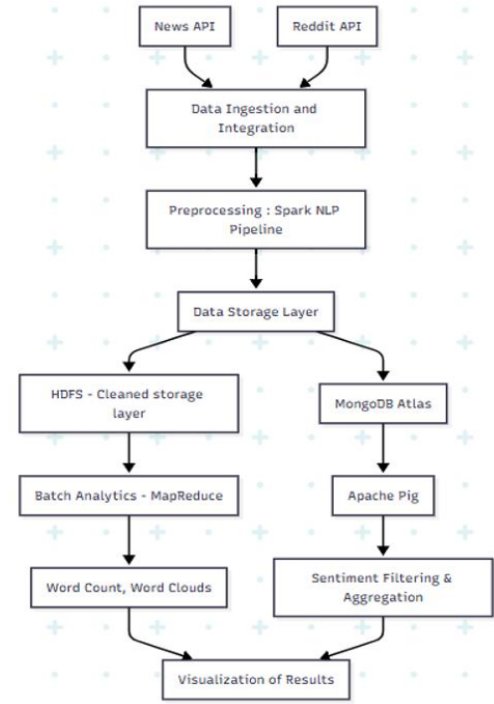 News API
Reddit API
Data Ingestion and
Integration
Preprocessing : Spark NLP
Pipeline
Data Storage Layer
HDFS - Cleaned storage
layer
MongoDB Atlas
Batch Analytics - MapReduce
Apache Pig
Word Count, Word Clouds
Sentiment Filtering &
Aggregation
Visualization of Results